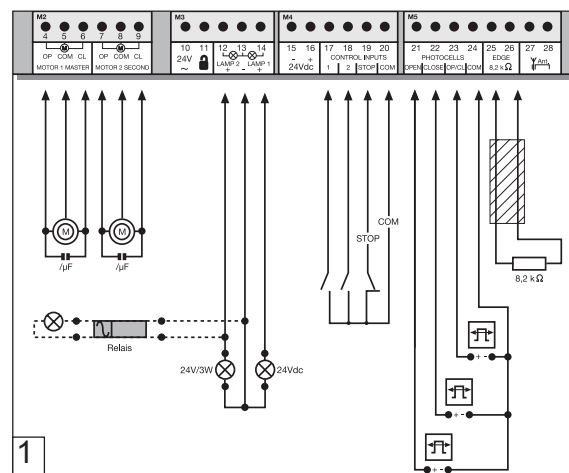 M2 M3 M4 M5
4 5 6 7 8 9
OP COM CL OP COM CL
M M
MOTOR 1 MASTER MOTOR 2 SECOND
10 11 12 13 14
24V
~
LAMP 2 LAMP 1
+ - +
15 16 17 18 19 20
- +
24Vdc
CONTROL INPUTS
1 2 STOP COM
21 22 23 24 25 26 27 28
PHOTOCELLS
OPEN CLOSE OP/CL COM
EDGE
8,2 k Ω
Ant.
COM
STOP
M M
/µF /µF
8,2 k Ω
Relais
24V/3W 24Vdc
+ -
+ -
+ -
1